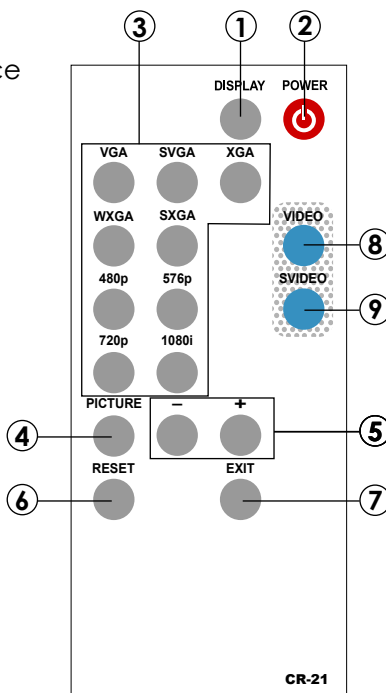 3 1 2
ce
DISPLAY POWER
VGA SVGA XGA
WXGA SXGA VIDEO
8
480p 576p SVIDEO
9
720p 1080i
PICTURE − +
4 5
RESET EXIT
6 7
CR-21